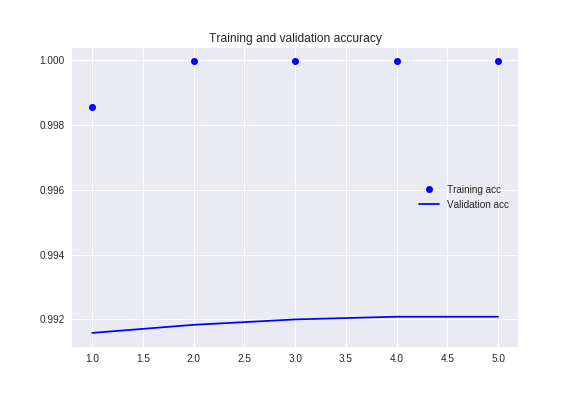 Training and validation accuracy
1.000
0.998
0.996
0.994
0.992
Training acc
Validation acc
1.0 1.5 2.0 2.5 3.0 3.5 4.0 4.5 5.0